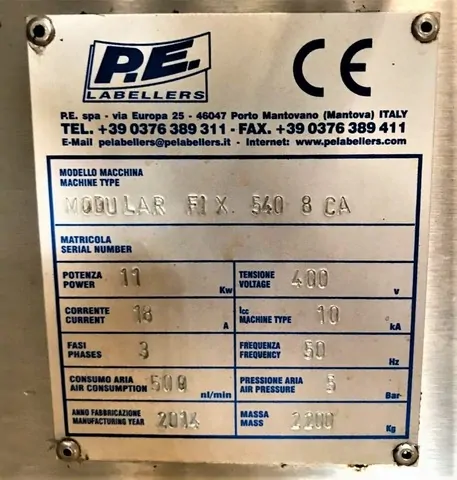 P.E.
LABELLERS
CE
P.E. spa - via Europa 25 - 46047 Porto Mantovano (Mantova) ITALY
TEL. +39 0376 389 311 - FAX. +39 0376 389 411
E-Mail pelabellers@pelabellers.it - Internet: www.pelabellers.com
MODELLO MACCHINA
MACHINE TYPE
MODULAR FIX. 540 8 CA
MATRICOLA
SERIAL NUMBER
POTENZA
POWER 11 Kw
TENSIONE
VOLTAGE 400 V
CORRENTE
CURRENT 18 A
Icc
MACHINE TYPE 10 kA
FASI
PHASES 3
FREQUENZA
FREQUENCY 50 Hz
CONSUMO ARIA
AIR CONSUMPTION 500 nl/min
PRESSIONE ARIA
AIR PRESSURE 5 Bar
ANNO FABBRICAZIONE
MANUFACTURING YEAR 2014
MASSA
MASS 2200 Kg